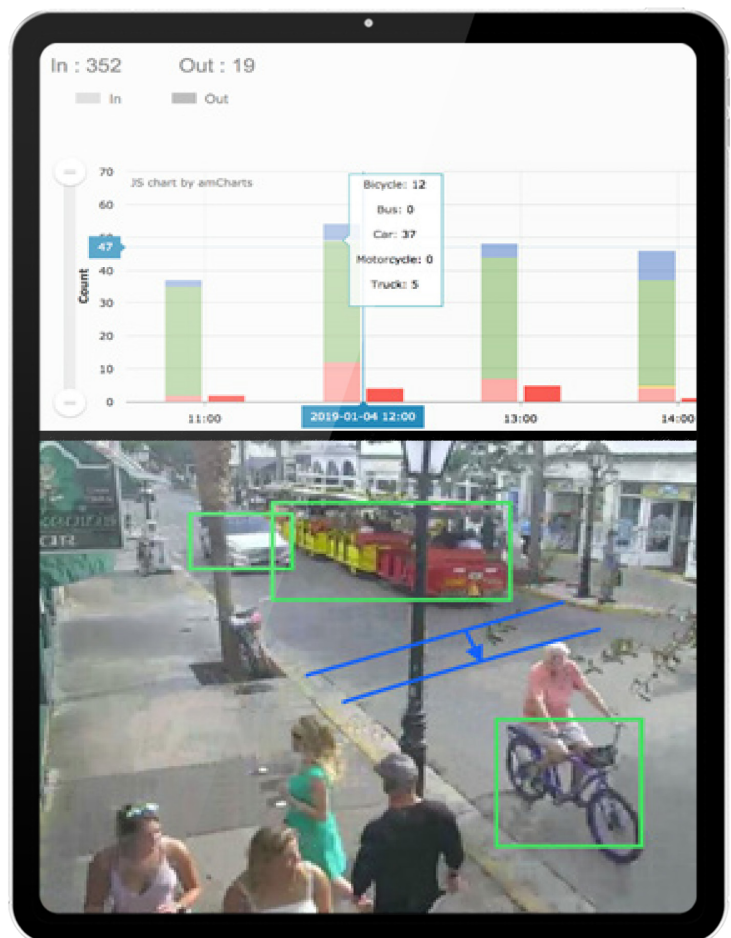 In : 352 Out : 19
In Out
70
JS chart by amCharts
60
50
47
40
30
20
10
0
Count
Bicycle: 12
Bus: 0
Car: 37
Motorcycle: 0
Truck: 5
11:00
2019-01-04 12:00
13:00
14:00
BAR